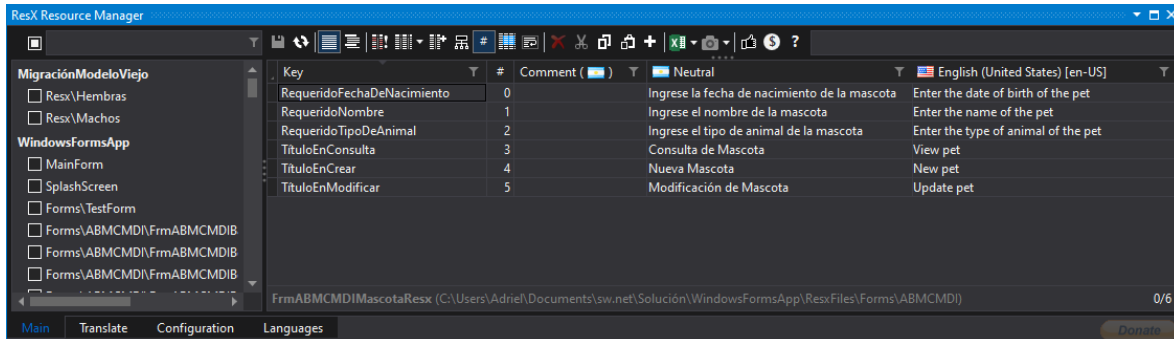 ResX Resource Manager
MigraciónModeloViejo
Resx\Hembras
Resx\Machos
WindowsFormsApp
MainForm
SplashScreen
Forms\TestForm
Forms\ABMCMDI\FrmABMCMDIB
Forms\ABMCMDI\FrmABMCMDIB
Forms\ABMCMDI\FrmABMCMDIB
Key # Comment ( ) Neutral English (United States) [en-US]
RequeridoFechaDeNacimiento 0 Ingrese la fecha de nacimiento de la mascota Enter the date of birth of the pet
RequeridoNombre 1 Ingrese el nombre de la mascota Enter the name of the pet
RequeridoTipoDeAnimal 2 Ingrese el tipo de animal de la mascota Enter the type of animal of the pet
TítuloEnConsulta 3 Consulta de Mascota View pet
TítuloEnCrear 4 Nueva Mascota New pet
TítuloEnModificar 5 Modificación de Mascota Update pet
FrmABMCMDIMascotaResx (C:\Users\Adriel\Documents\sw.net\Solución\WindowsFormsApp\ResxFiles\Forms\ABMCMDI) 0/6
Main Translate Configuration Languages Donate